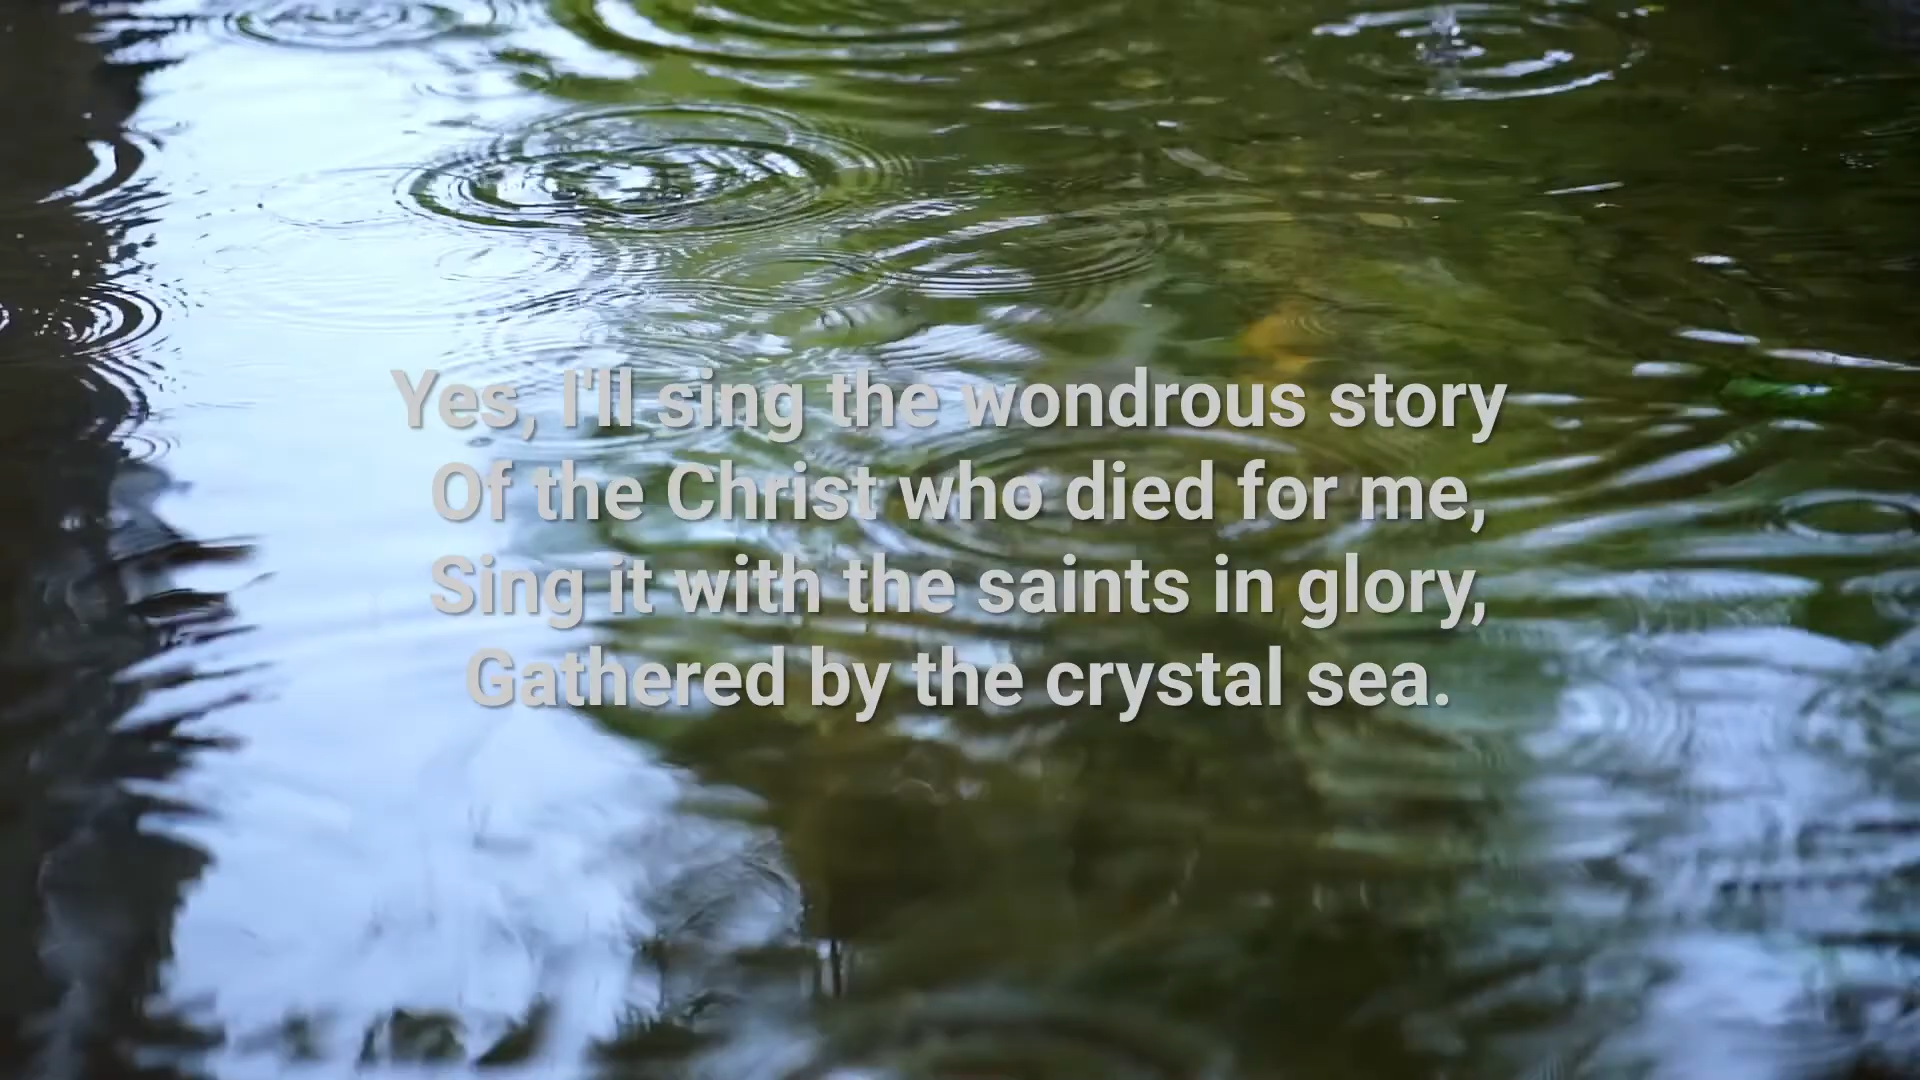 Yes, I'll sing the wondrous story
Of the Christ who died for me,
Sing it with the saints in glory,
Gathered by the crystal sea.